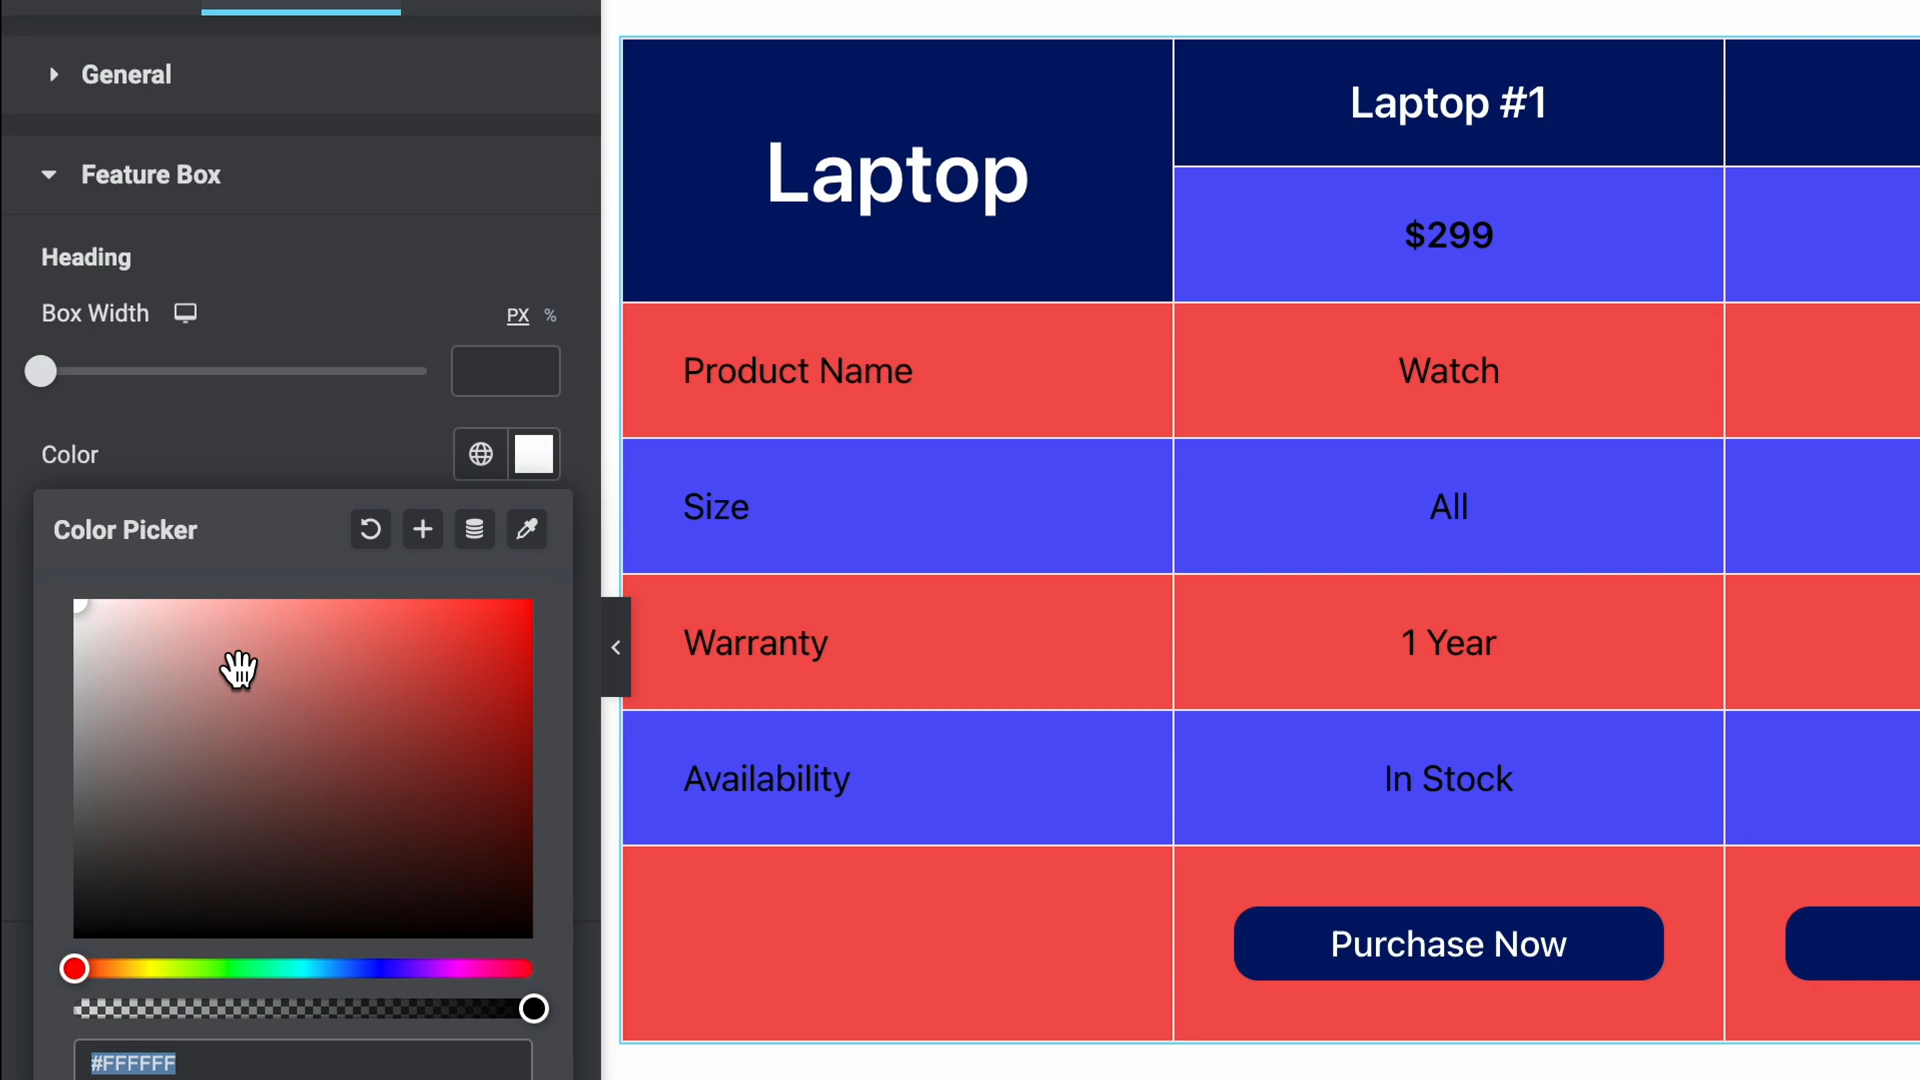 General
Feature Box
Heading
Box Width PX %
Color
Color Picker
#FFFFFF
Laptop
Laptop #1
$299
Product Name Watch
Size All
Warranty 1 Year
Availability In Stock
Purchase Now